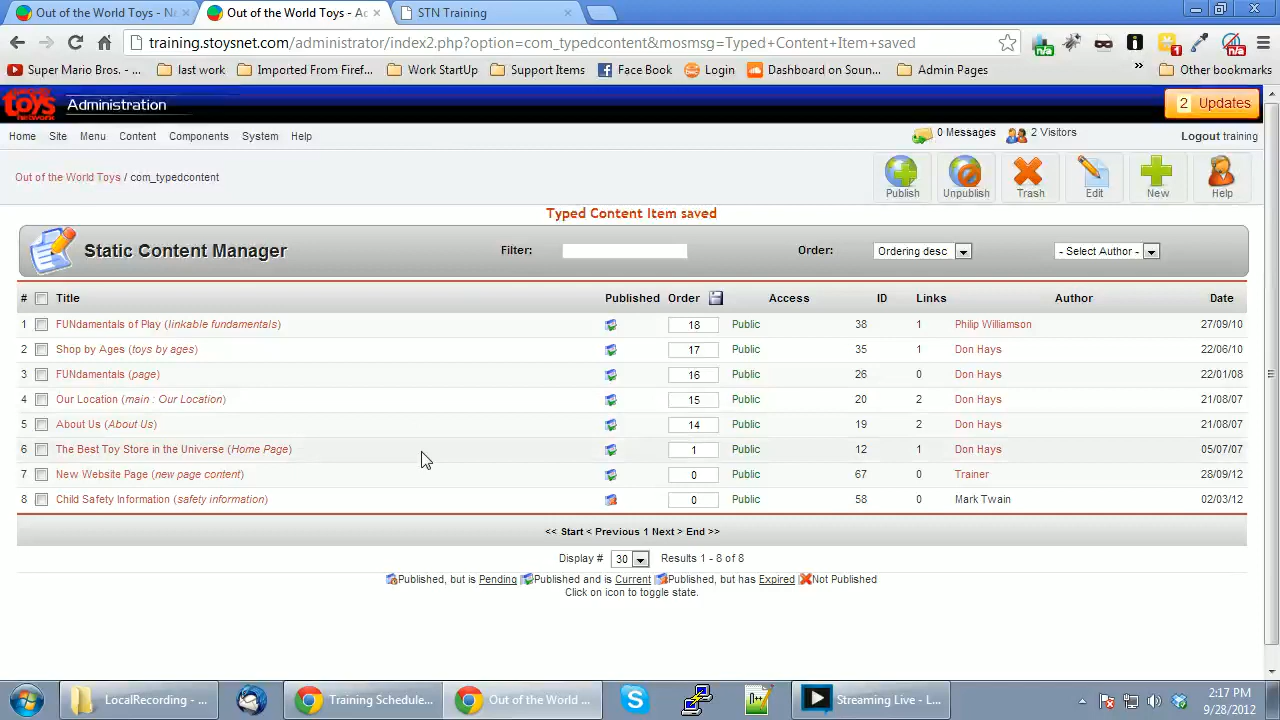 Out of the World Toys - N
Out of the World Toys - Ac
STN Training
training.stoysnet.com/administrator/index2.php?option=com_typedcontent&mosmsg=Typed+Content+Item+saved
Super Mario Bros. - ...
last work
Imported From Firef...
Work StartUp
Support Items
Face Book
Login
Dashboard on Soun...
Admin Pages
Other bookmarks
toys Administration
2 Updates
Home Site Menu Content Components System Help
0 Messages 2 Visitors
Logout training
Out of the World Toys / com_typedcontent
Publish Unpublish Trash Edit New Help
Typed Content Item saved
Static Content Manager Filter: Order: Ordering desc - Select Author -
# Title Published Order Access ID Links Author Date
1 FUNdamentals of Play (linkable fundamentals) 18 Public 38 1 Philip Williamson 27/09/10
2 Shop by Ages (toys by ages) 17 Public 35 1 Don Hays 22/06/10
3 FUNdamentals (page) 16 Public 26 0 Don Hays 22/01/08
4 Our Location (main : Our Location) 15 Public 20 2 Don Hays 21/08/07
5 About Us (About Us) 14 Public 19 2 Don Hays 21/08/07
6 The Best Toy Store in the Universe (Home Page) 1 Public 12 1 Don Hays 05/07/07
7 New Website Page (new page content) 0 Public 67 0 Trainer 28/09/12
8 Child Safety Information (safety information) 0 Public 58 0 Mark Twain 02/03/12
<< Start < Previous 1 Next > End >>
Display # 30 Results 1 - 8 of 8
Published, but is Pending Published and is Current Published, but has Expired Not Published
Click on icon to toggle state.
LocalRecording - ...
Training Schedule...
Out of the World ...
Streaming Live - L...
2:17 PM
9/28/2012